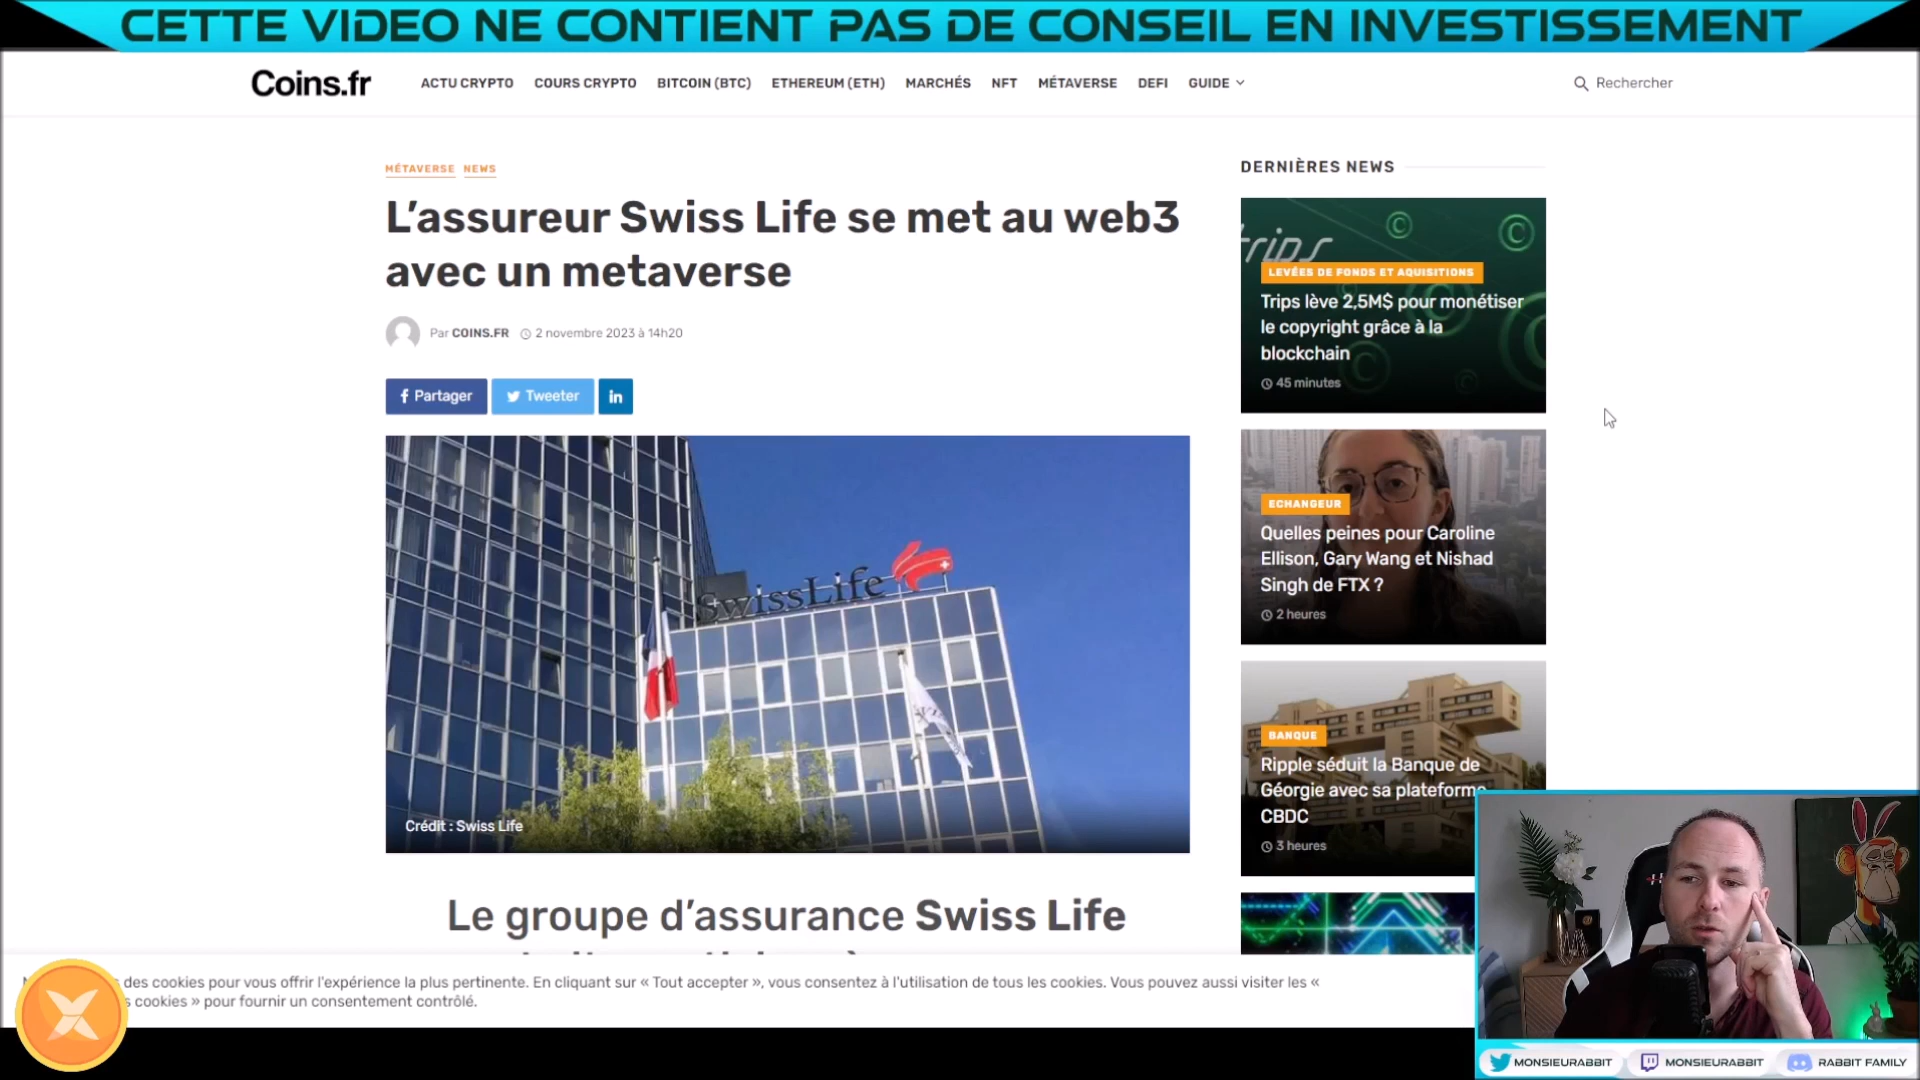 CETTE VIDEO NE CONTIENT PAS DE CONSEIL EN INVESTISSEMENT
Coins.fr
ACTU CRYPTO COURS CRYPTO BITCOIN (BTC) ETHEREUM (ETH) MARCHÉS NFT MÉTAVERSE DEFI GUIDE
Rechercher
MÉTAVERSE NEWS
L’assureur Swiss Life se met au web3
avec un metaverse
Par COINS.FR 2 novembre 2023 à 14h20
Partager Tweeter in
SwissLife
Crédit : Swiss Life
Le groupe d’assurance Swiss Life
DERNIÈRES NEWS
trips
LEVÉES DE FONDS ET AQUISITIONS
Trips lève 2,5M$ pour monétiser
le copyright grâce à la
blockchain
45 minutes
ECHANGEUR
Quelles peines pour Caroline
Ellison, Gary Wang et Nishad
Singh de FTX ?
2 heures
BANQUE
Ripple séduit la Banque de
Géorgie avec sa plateforme
CBDC
3 heures
des cookies pour vous offrir l'expérience la plus pertinente. En cliquant sur « Tout accepter », vous consentez à l'utilisation de tous les cookies. Vous pouvez aussi visiter les «
cookies » pour fournir un consentement contrôlé.
MONSIEURABBIT MONSIEURABBIT RABBIT FAMILY